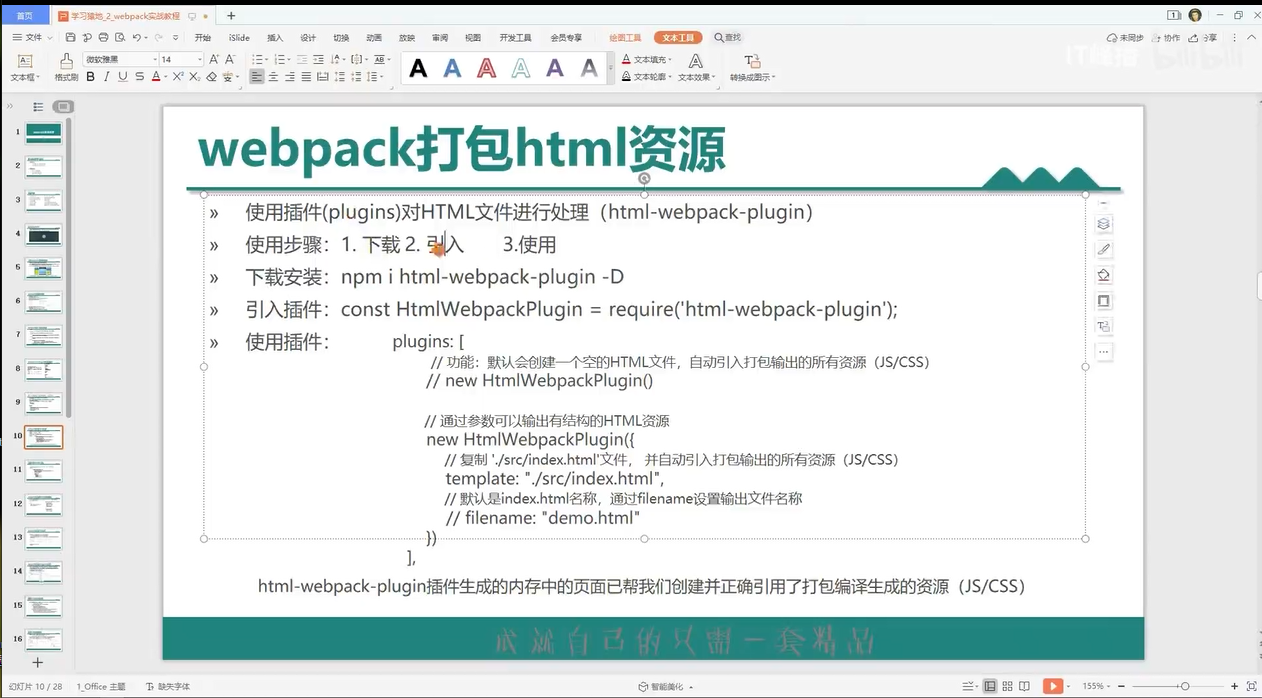 首页
学习猿地_2_webpack实战教程
+
1
文件
开始
iSlide
插入
设计
切换
动画
放映
审阅
视图
开发工具
会员专享
绘图工具
文本工具
查找
未同步
协作
分享
文本框
格式刷
微软雅黑
14
B I U S A X² X₂
A A A A A A
文本填充
文本轮廓
文本效果
转换成图示
bilibili
1
2
3
4
5
6
7
8
9
10
11
12
13
14
15
16
webpack打包html资源
» 使用插件(plugins)对HTML文件进行处理（html-webpack-plugin）
» 使用步骤：1. 下载 2. 引入 3.使用
» 下载安装：npm i html-webpack-plugin -D
» 引入插件：const HtmlWebpackPlugin = require('html-webpack-plugin');
» 使用插件： plugins: [
// 功能：默认会创建一个空的HTML文件，自动引入打包输出的所有资源（JS/CSS）
// new HtmlWebpackPlugin()
// 通过参数可以输出有结构的HTML资源
new HtmlWebpackPlugin({
// 复制 './src/index.html'文件， 并自动引入打包输出的所有资源（JS/CSS）
template: "./src/index.html",
// 默认是index.html名称，通过filename设置输出文件名称
// filename: "demo.html"
})
],
html-webpack-plugin插件生成的内存中的页面已帮我们创建并正确引用了打包编译生成的资源（JS/CSS）
成就自己的只需一套精品
幻灯片 10 / 28
1_Office 主题
缺失字体
智能美化
155%